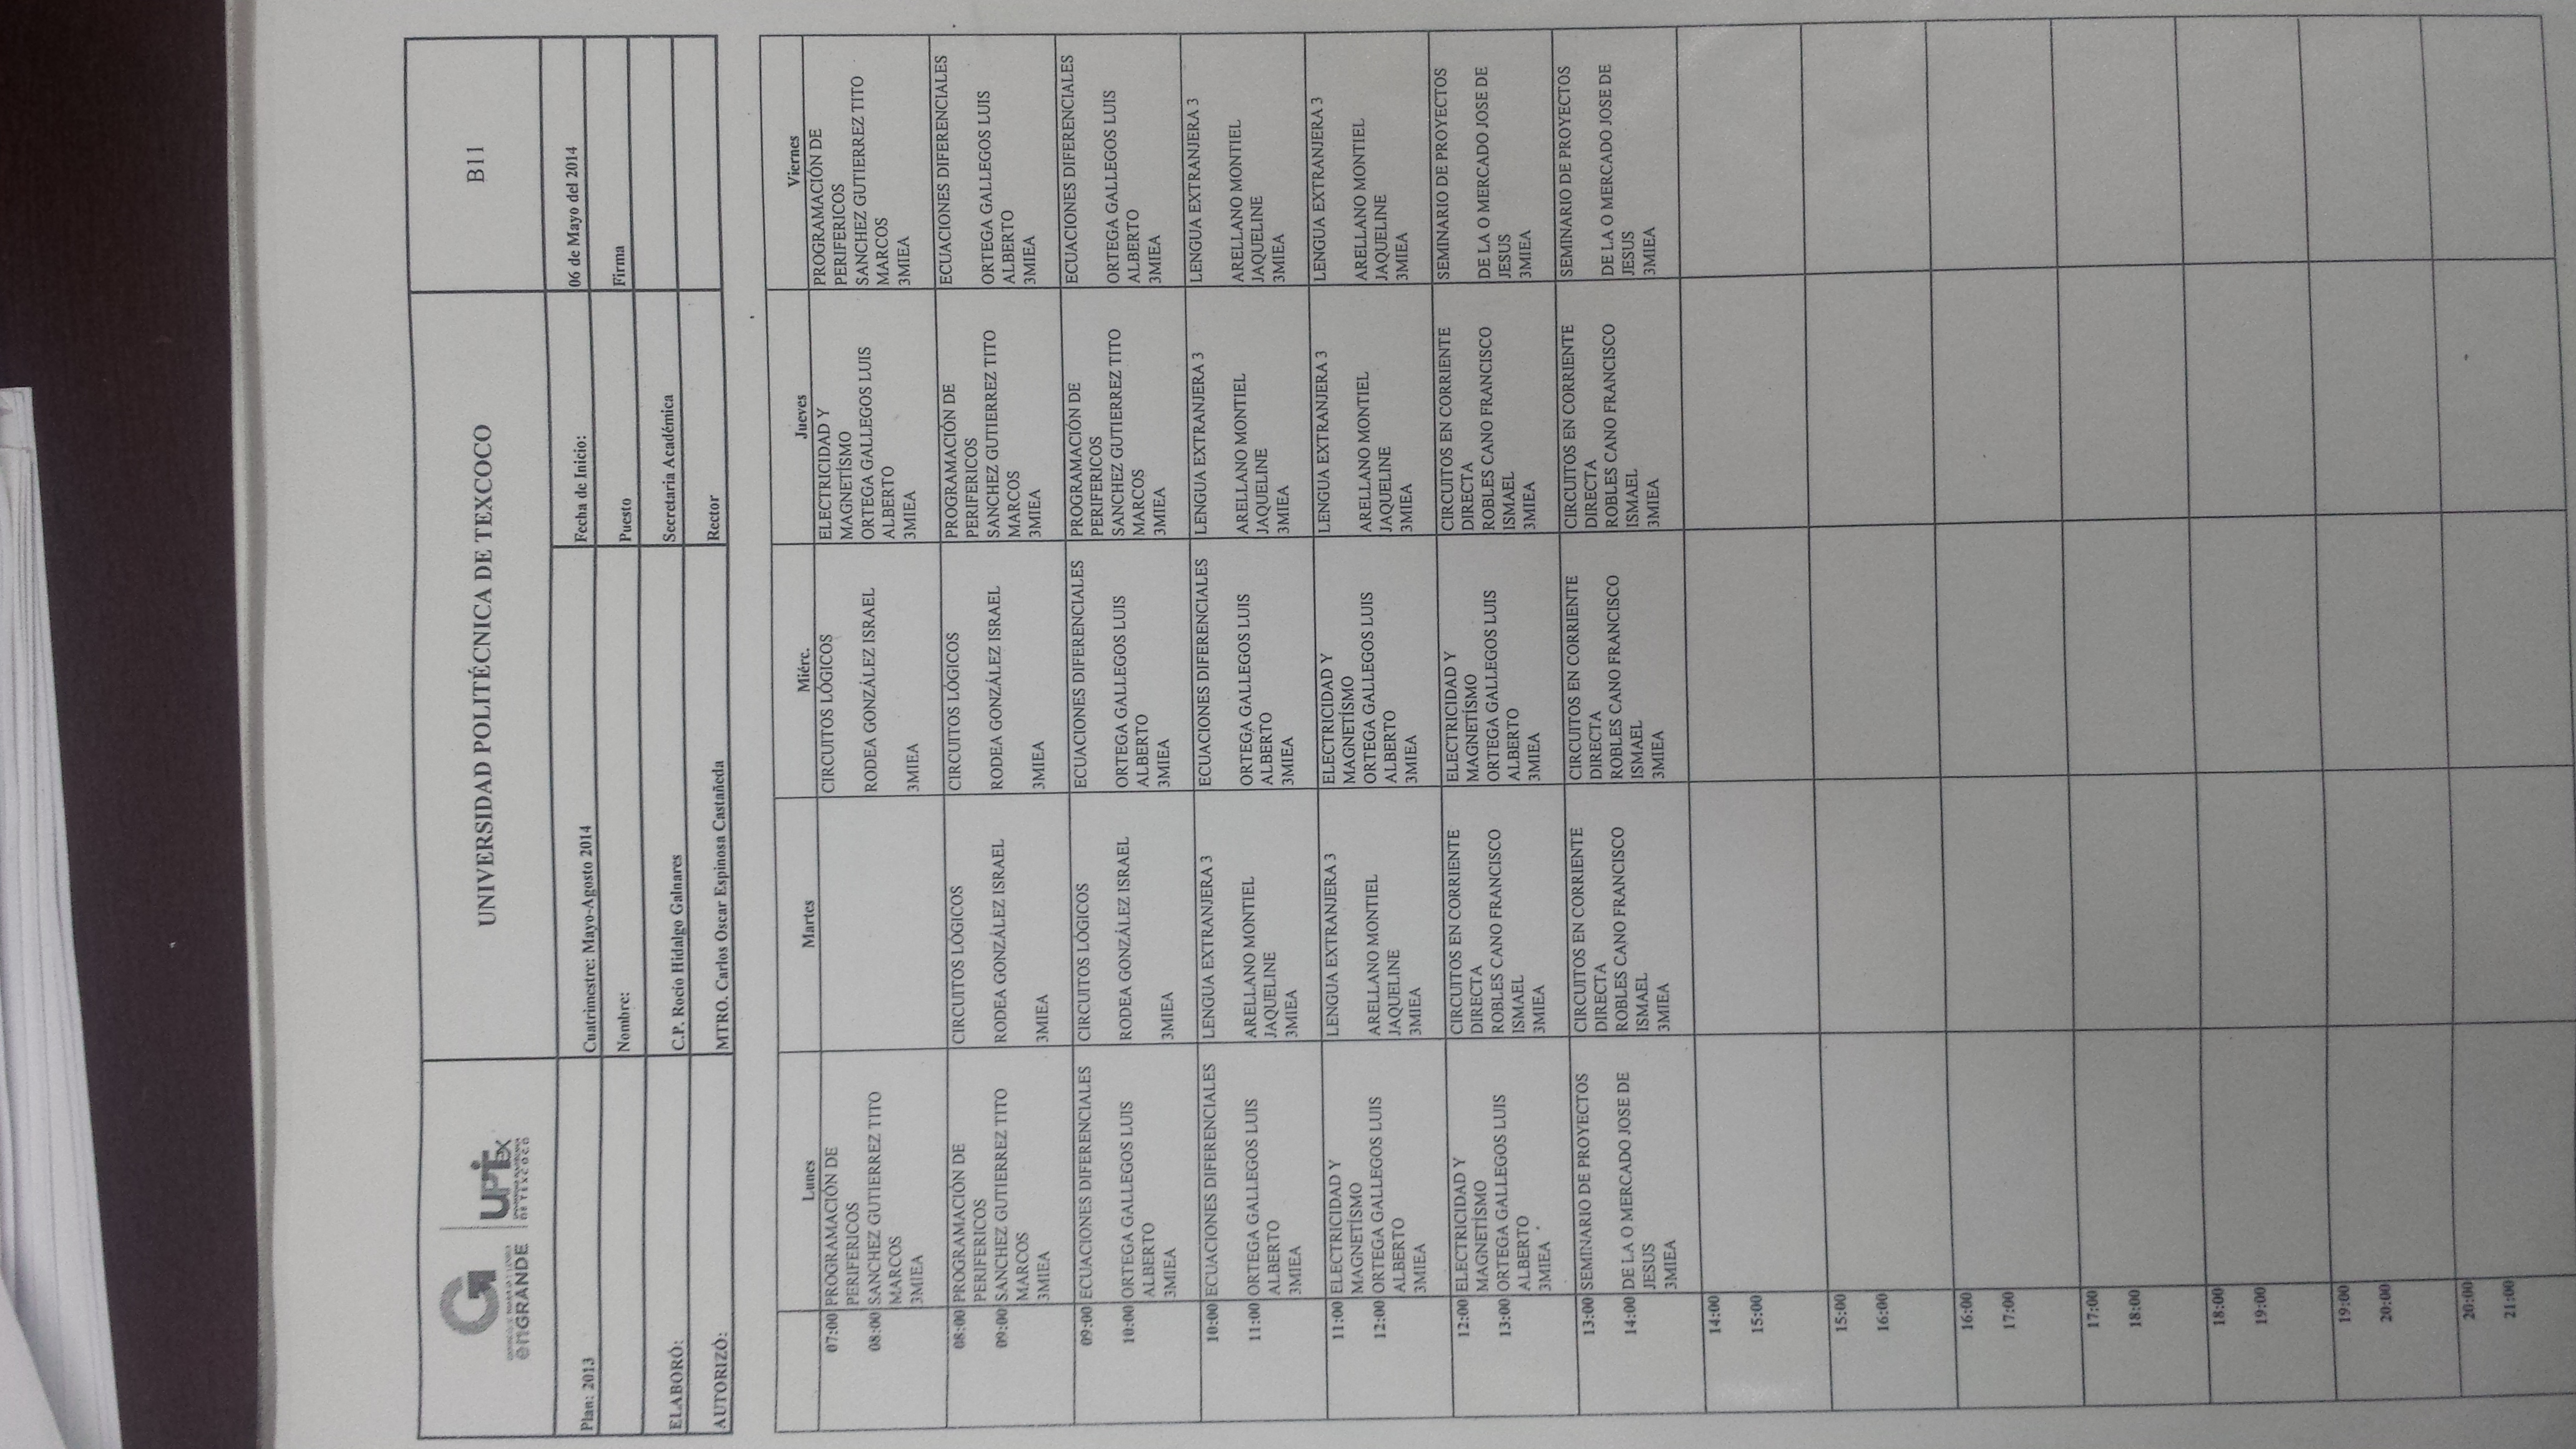 enGRANDE
UPTex
UNIVERSIDAD POLITÉCNICA
DE TEXCOCO
UNIVERSIDAD POLITÉCNICA DE TEXCOCO
B11
Plan: 2013
Cuatrimestre: Mayo-Agosto 2014
Fecha de Inicio:
06 de Mayo del 2014
Nombre:
Puesto
Firma
ELABORÓ:
C.P. Rocío Hidalgo Galnares
Secretaria Académica
AUTORIZÓ:
MTRO. Carlos Oscar Espinosa Castañeda
Rector
Lunes
Martes
Miérc.
Jueves
Viernes
07:00
08:00
PROGRAMACIÓN DE
PERIFERICOS
SANCHEZ GUTIERREZ TITO
MARCOS
3MIEA
CIRCUITOS LÓGICOS
RODEA GONZÁLEZ ISRAEL
3MIEA
ELECTRICIDAD Y
MAGNETÍSMO
ORTEGA GALLEGOS LUIS
ALBERTO
3MIEA
PROGRAMACIÓN DE
PERIFERICOS
SANCHEZ GUTIERREZ TITO
MARCOS
3MIEA
08:00
09:00
PROGRAMACIÓN DE
PERIFERICOS
SANCHEZ GUTIERREZ TITO
MARCOS
3MIEA
CIRCUITOS LÓGICOS
RODEA GONZÁLEZ ISRAEL
3MIEA
CIRCUITOS LÓGICOS
RODEA GONZÁLEZ ISRAEL
3MIEA
PROGRAMACIÓN DE
PERIFERICOS
SANCHEZ GUTIERREZ TITO
MARCOS
3MIEA
ECUACIONES DIFERENCIALES
ORTEGA GALLEGOS LUIS
ALBERTO
3MIEA
09:00
10:00
ECUACIONES DIFERENCIALES
ORTEGA GALLEGOS LUIS
ALBERTO
3MIEA
CIRCUITOS LÓGICOS
RODEA GONZÁLEZ ISRAEL
3MIEA
ECUACIONES DIFERENCIALES
ORTEGA GALLEGOS LUIS
ALBERTO
3MIEA
PROGRAMACIÓN DE
PERIFERICOS
SANCHEZ GUTIERREZ TITO
MARCOS
3MIEA
ECUACIONES DIFERENCIALES
ORTEGA GALLEGOS LUIS
ALBERTO
3MIEA
10:00
11:00
ECUACIONES DIFERENCIALES
ORTEGA GALLEGOS LUIS
ALBERTO
3MIEA
LENGUA EXTRANJERA 3
ARELLANO MONTIEL
JAQUELINE
3MIEA
ECUACIONES DIFERENCIALES
ORTEGA GALLEGOS LUIS
ALBERTO
3MIEA
LENGUA EXTRANJERA 3
ARELLANO MONTIEL
JAQUELINE
3MIEA
LENGUA EXTRANJERA 3
ARELLANO MONTIEL
JAQUELINE
3MIEA
11:00
12:00
ELECTRICIDAD Y
MAGNETÍSMO
ORTEGA GALLEGOS LUIS
ALBERTO
3MIEA
LENGUA EXTRANJERA 3
ARELLANO MONTIEL
JAQUELINE
3MIEA
ELECTRICIDAD Y
MAGNETÍSMO
ORTEGA GALLEGOS LUIS
ALBERTO
3MIEA
LENGUA EXTRANJERA 3
ARELLANO MONTIEL
JAQUELINE
3MIEA
LENGUA EXTRANJERA 3
ARELLANO MONTIEL
JAQUELINE
3MIEA
12:00
13:00
ELECTRICIDAD Y
MAGNETÍSMO
ORTEGA GALLEGOS LUIS
ALBERTO
3MIEA
CIRCUITOS EN CORRIENTE
DIRECTA
ROBLES CANO FRANCISCO
ISMAEL
3MIEA
ELECTRICIDAD Y
MAGNETÍSMO
ORTEGA GALLEGOS LUIS
ALBERTO
3MIEA
CIRCUITOS EN CORRIENTE
DIRECTA
ROBLES CANO FRANCISCO
ISMAEL
3MIEA
SEMINARIO DE PROYECTOS
DE LA O MERCADO JOSE DE
JESUS
3MIEA
13:00
14:00
SEMINARIO DE PROYECTOS
DE LA O MERCADO JOSE DE
JESUS
3MIEA
CIRCUITOS EN CORRIENTE
DIRECTA
ROBLES CANO FRANCISCO
ISMAEL
3MIEA
CIRCUITOS EN CORRIENTE
DIRECTA
ROBLES CANO FRANCISCO
ISMAEL
3MIEA
CIRCUITOS EN CORRIENTE
DIRECTA
ROBLES CANO FRANCISCO
ISMAEL
3MIEA
SEMINARIO DE PROYECTOS
DE LA O MERCADO JOSE DE
JESUS
3MIEA
14:00
15:00
15:00
16:00
16:00
17:00
17:00
18:00
18:00
19:00
19:00
20:00
20:00
21:00